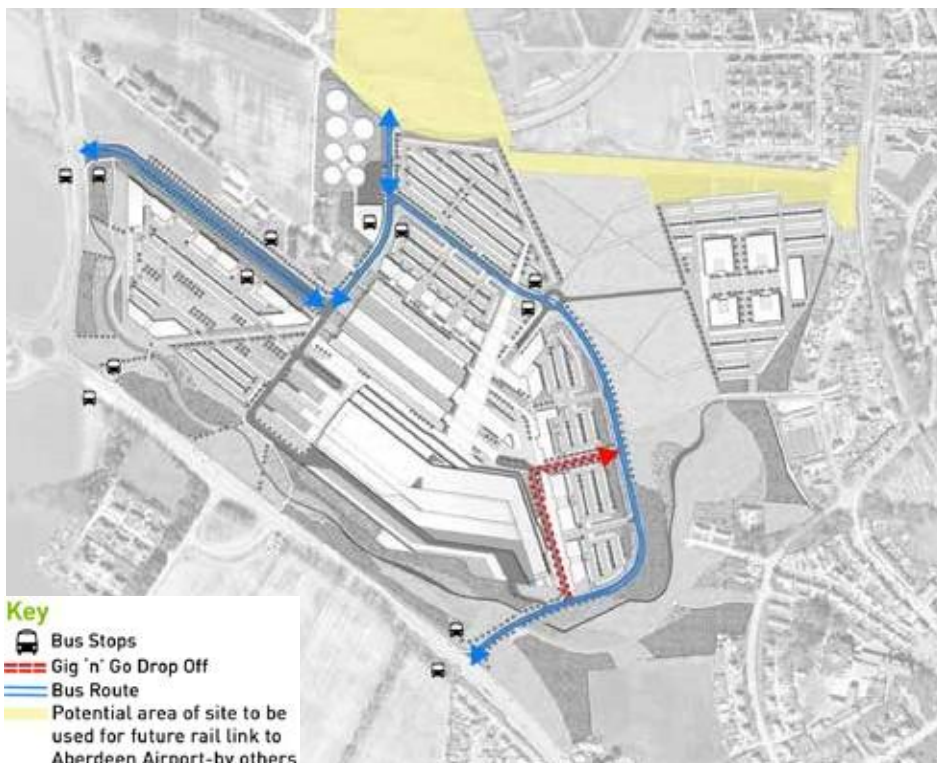 Key
Bus Stops
Gig 'n' Go Drop Off
Bus Route
Potential area of site to be
used for future rail link to
Aberdeen Airport-by others